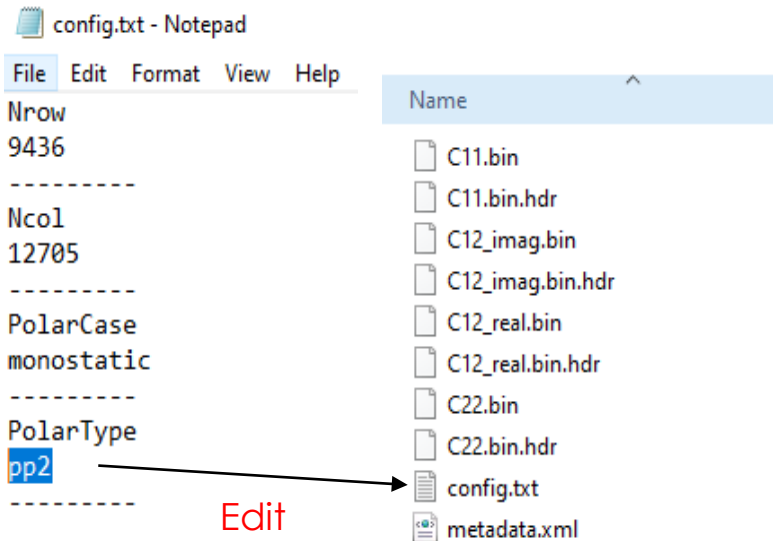 config.txt - Notepad
File Edit Format View Help
Nrow
9436
---------
Ncol
12705
---------
PolarCase
monostatic
---------
PolarType
pp2
---------
Edit
Name
C11.bin
C11.bin.hdr
C12_imag.bin
C12_imag.bin.hdr
C12_real.bin
C12_real.bin.hdr
C22.bin
C22.bin.hdr
config.txt
metadata.xml